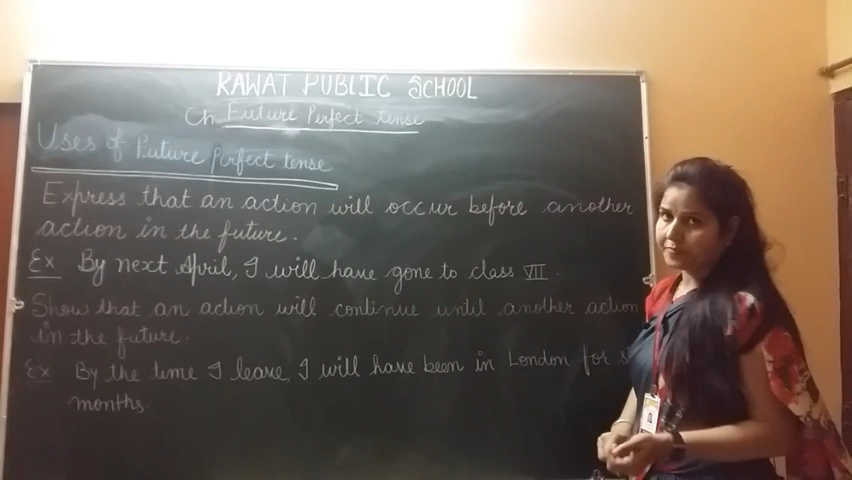 RAWAT PUBLIC SCHOOL
Ch Future Perfect tense
Uses of Future Perfect tense
Express that an action will occur before another
action in the future.
Ex By next April, I will have gone to class VII.
Show that an action will continue until another action
in the future.
Ex By the time I leave, I will have been in London for
months.